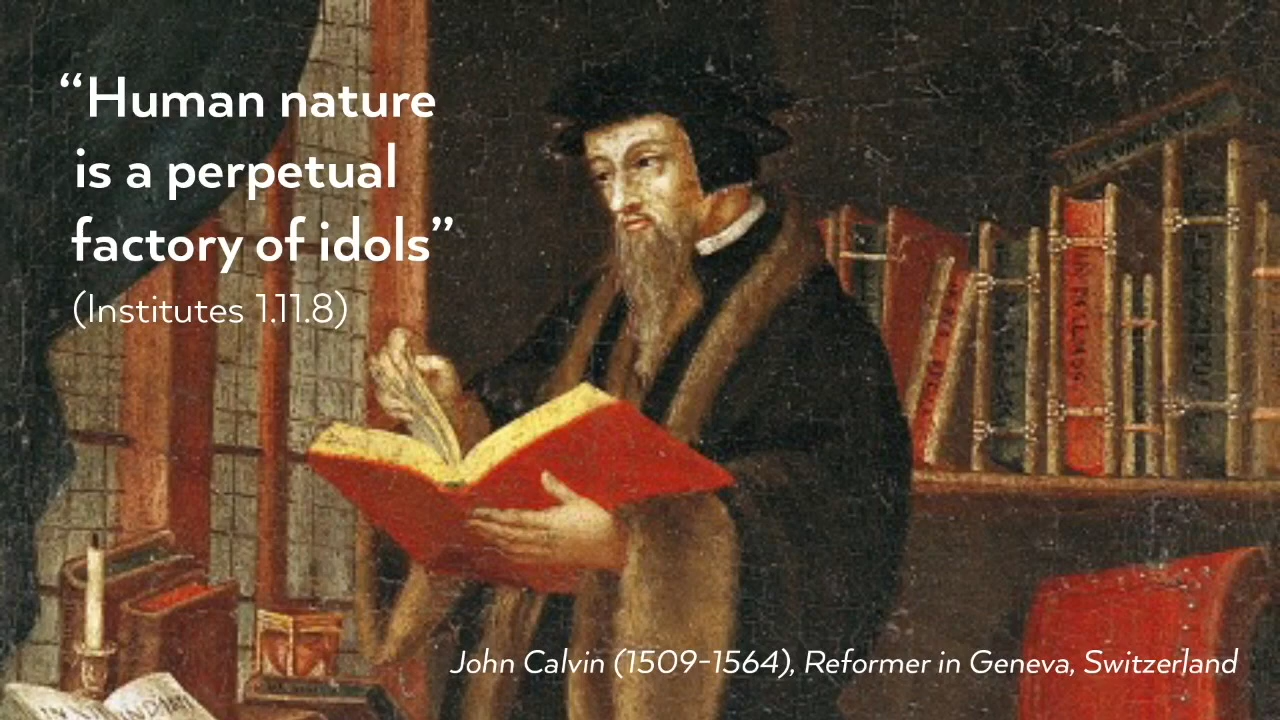 “Human nature
is a perpetual
factory of idols”
(Institutes 1.11.8)
John Calvin (1509-1564), Reformer in Geneva, Switzerland